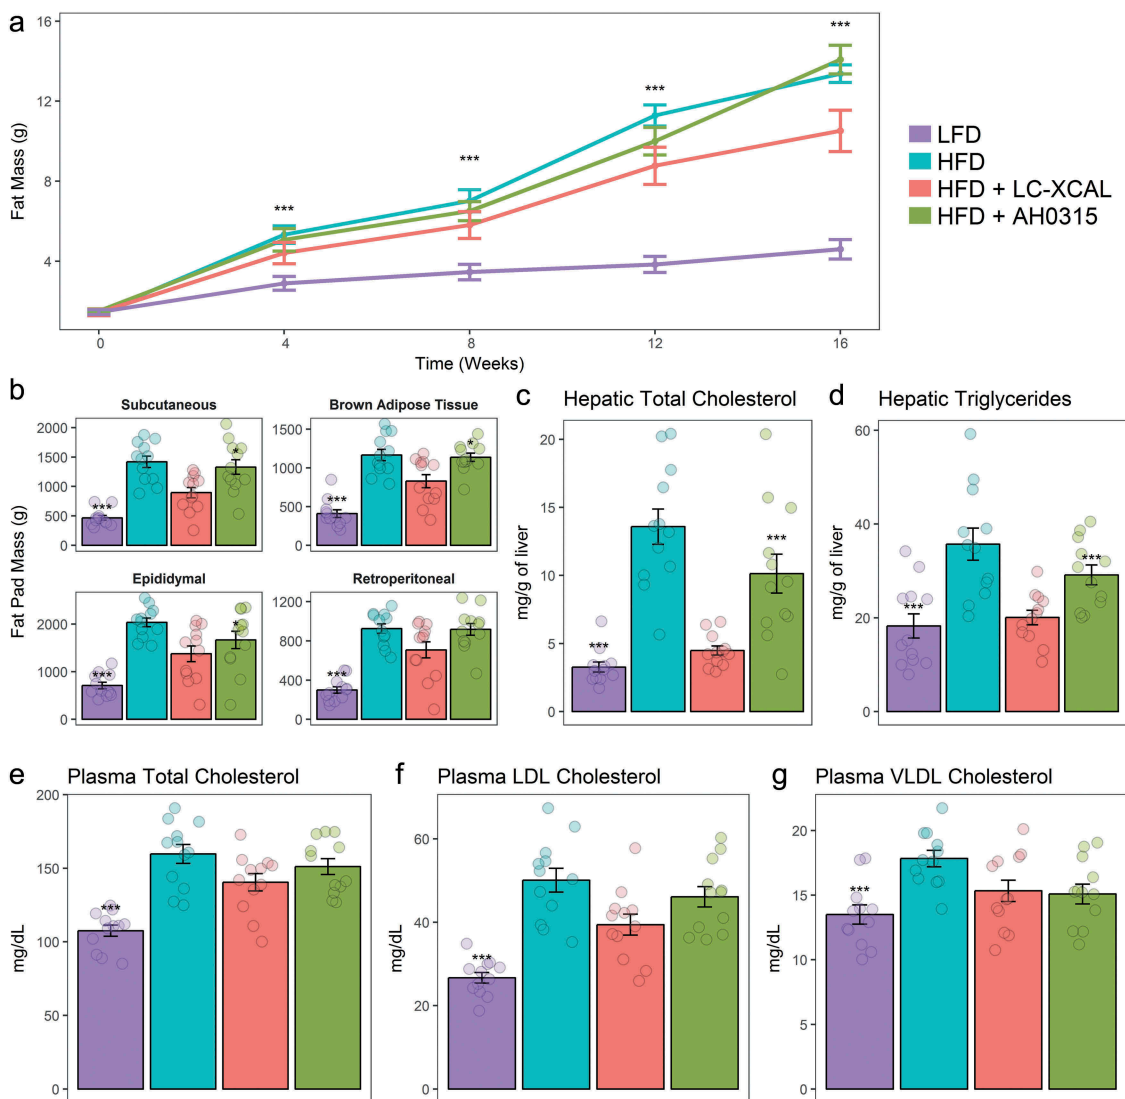 a
16
12
8
4
Fat Mass (g)
***
***
***
***
0
4
8
12
16
Time (Weeks)
LFD
HFD
HFD + LC-XCAL
HFD + AH0315
b
Fat Pad Mass (g)
Subcutaneous
2000
1500
1000
500
0
***
*
Brown Adipose Tissue
1500
1000
500
0
***
*
Epididymal
2000
1000
0
***
*
Retroperitoneal
1200
900
600
300
0
***
c
Hepatic Total Cholesterol
mg/g of liver
20
15
10
5
0
***
***
d
Hepatic Triglycerides
mg/g of liver
60
40
20
0
***
***
e
Plasma Total Cholesterol
mg/dL
200
150
100
50
0
***
f
Plasma LDL Cholesterol
mg/dL
60
40
20
0
***
g
Plasma VLDL Cholesterol
mg/dL
20
15
10
5
0
***